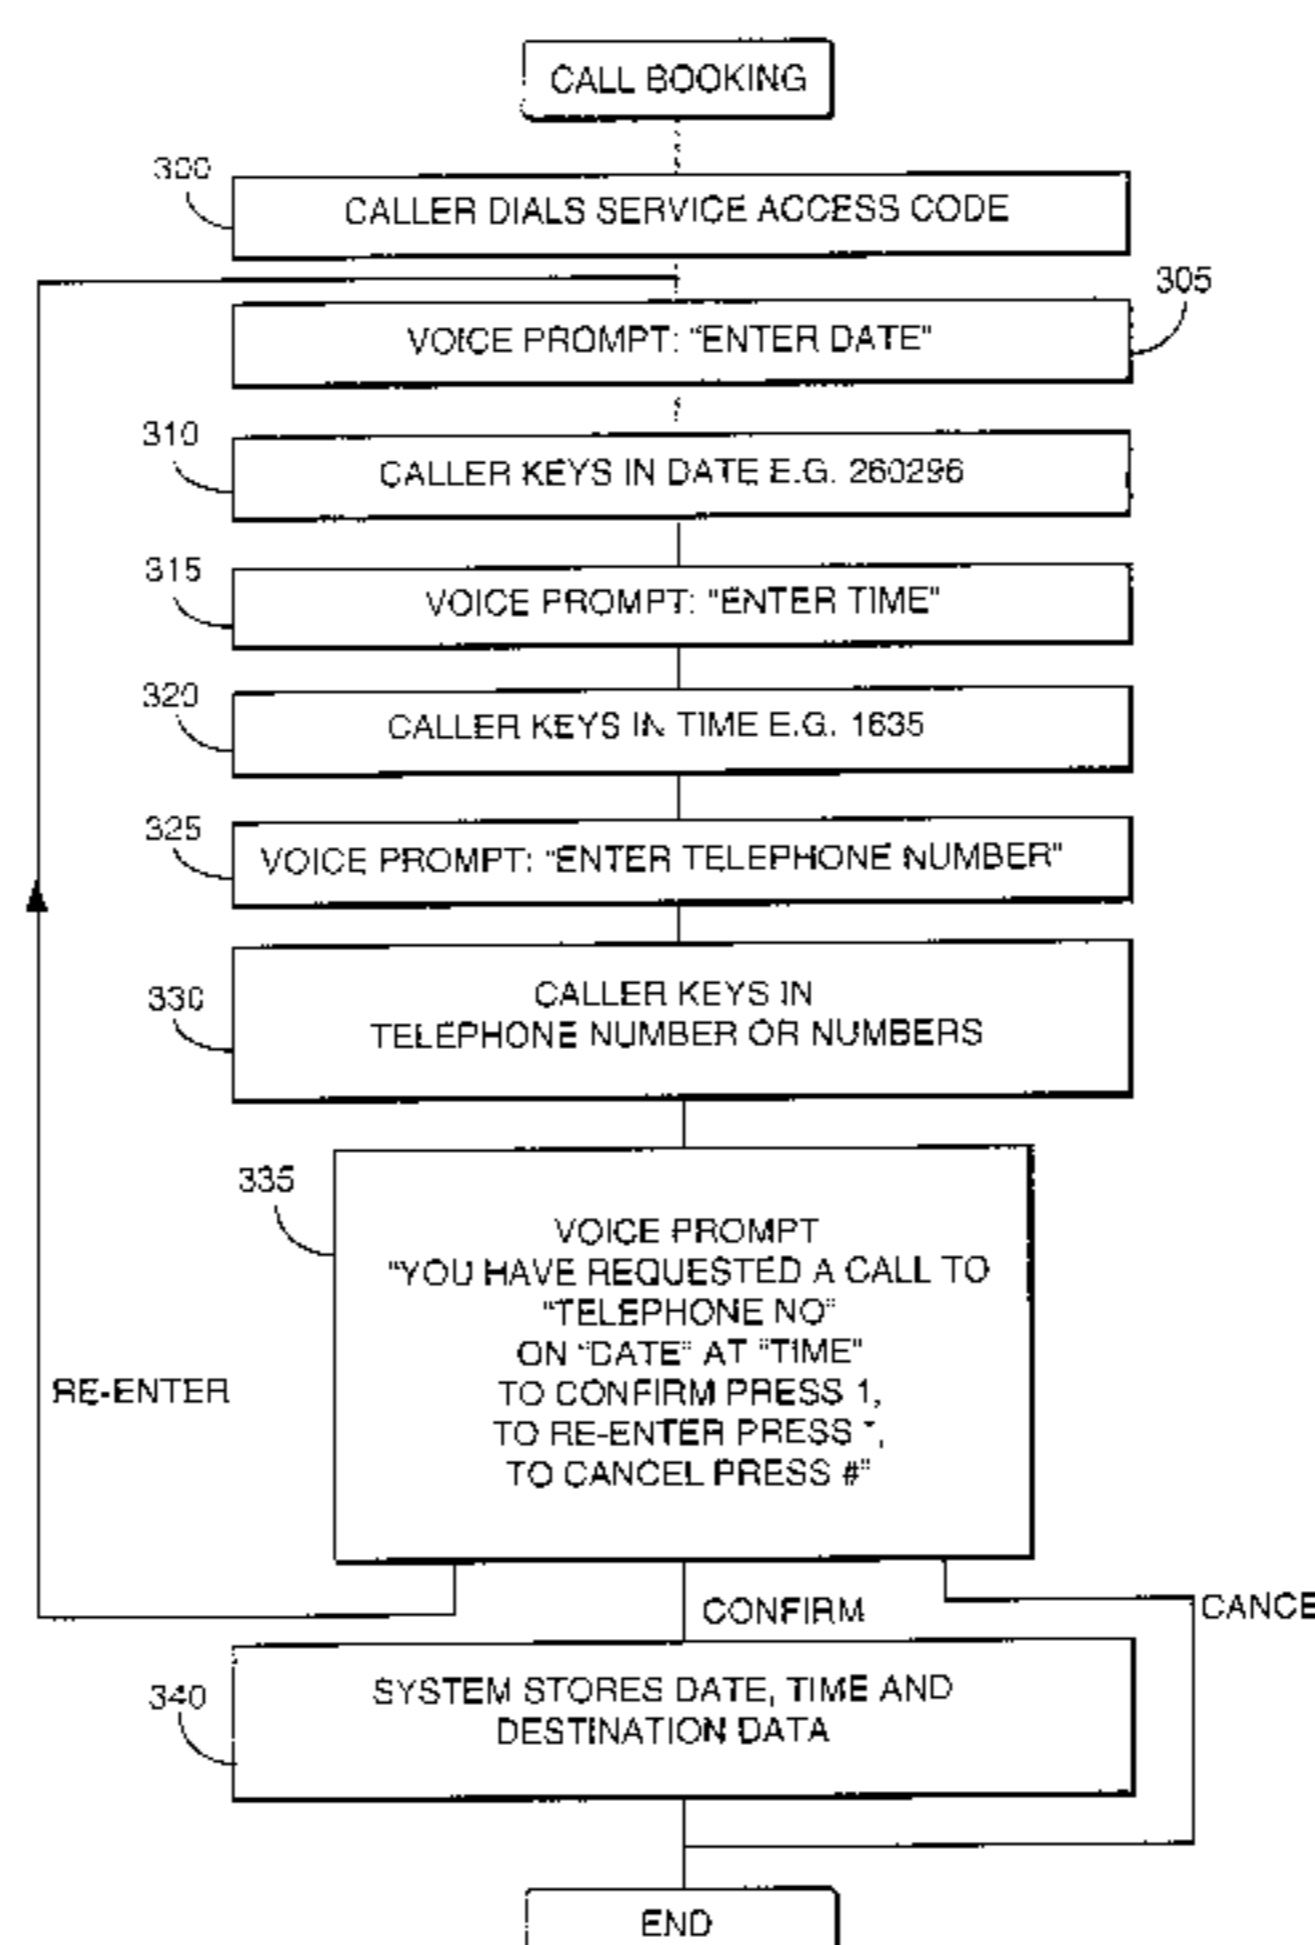 CALL BOOKING
300
CALLER DIALS SERVICE ACCESS CODE
305
VOICE PROMPT: "ENTER DATE"
310
CALLER KEYS IN DATE E.G. 260296
315
VOICE PROMPT: "ENTER TIME"
320
CALLER KEYS IN TIME E.G. 1635
325
VOICE PROMPT: "ENTER TELEPHONE NUMBER"
330
CALLER KEYS IN
TELEPHONE NUMBER OR NUMBERS
335
VOICE PROMPT
"YOU HAVE REQUESTED A CALL TO
"TELEPHONE NO"
ON "DATE" AT "TIME"
TO CONFIRM PRESS 1,
TO RE-ENTER PRESS *,
TO CANCEL PRESS #"
RE-ENTER
CONFIRM
CANCE
340
SYSTEM STORES DATE, TIME AND
DESTINATION DATA
END